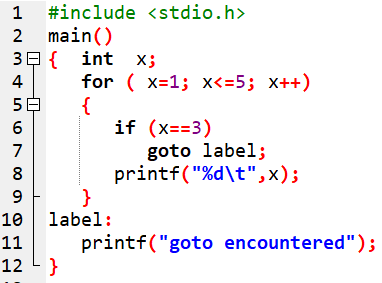 1 #include <stdio.h>
2 main()
3 { int x;
4 for ( x=1; x<=5; x++)
5 {
6 if (x==3)
7 goto label;
8 printf("%d\t",x);
9 }
10 label:
11 printf("goto encountered");
12 }